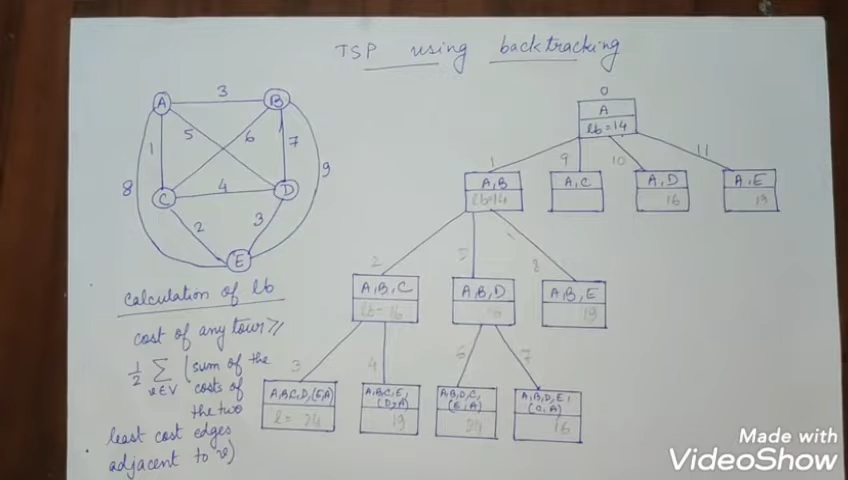 TSP using backtracking
A 3 B
1 5 6 7
8 9
C 4 D
2 3
E
calculation of lb
cost of any tour ≥
1/2 Σ v∈V (sum of the
costs of
the two
least cost edges
adjacent to v)
0
A
lb=14
1 9 10 11
A,B A,C A,D A,E
lb=14 16 19
2 5 8
A,B,C A,B,D A,B,E
lb=16 16 19
3 4 6 7
A,B,C,D,(E,A) A,B,C,E, A,B,D,C, A,B,D,E,
(D,A) (E,A) (C,A)
l = 24 19 24 16
Made with
VideoShow